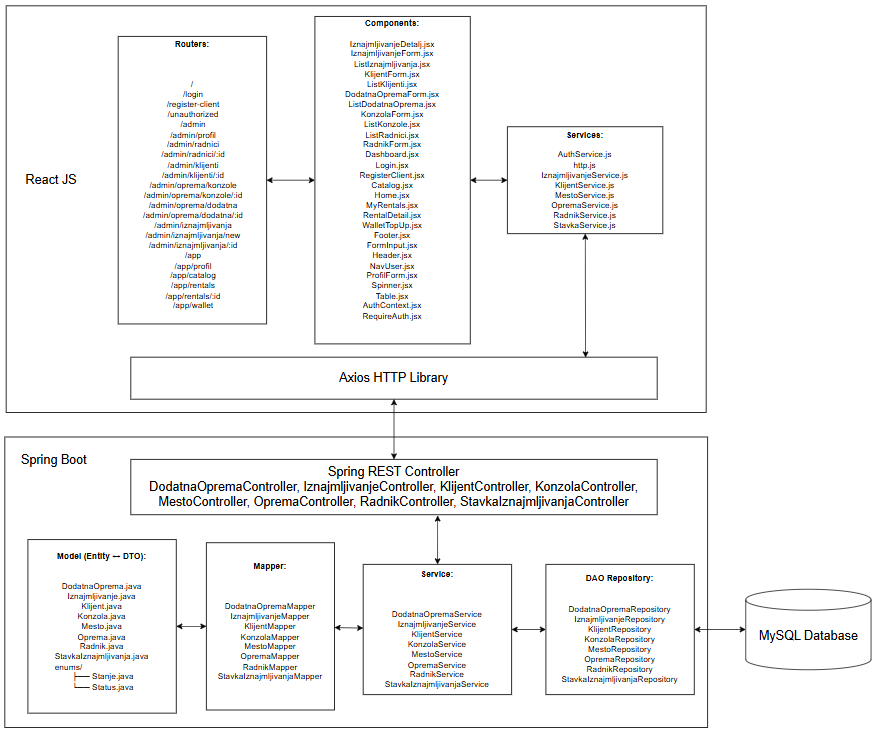 React JS
Routers:
/
/login
/register-client
/unauthorized
/admin
/admin/profil
/admin/radnici
/admin/radnici/:id
/admin/klijenti
/admin/klijenti/:id
/admin/oprema/konzole
/admin/oprema/konzole/:id
/admin/oprema/dodatna
/admin/oprema/dodatna/:id
/admin/iznajmljivanja
/admin/iznajmljivanja/new
/admin/iznajmljivanja/:id
/app
/app/profil
/app/catalog
/app/rentals
/app/rentals/:id
/app/wallet
Components:
IznajmljivanjeDetalj.jsx
IznajmljivanjeForm.jsx
ListIznajmljivanja.jsx
KlijentForm.jsx
ListKlijenti.jsx
DodatnaOpremaForm.jsx
ListDodatnaOprema.jsx
KonzolaForm.jsx
ListKonzole.jsx
ListRadnici.jsx
RadnikForm.jsx
Dashboard.jsx
Login.jsx
RegisterClient.jsx
Catalog.jsx
Home.jsx
MyRentals.jsx
RentalDetail.jsx
WalletTopUp.jsx
Footer.jsx
FormInput.jsx
Header.jsx
NavUser.jsx
ProfilForm.jsx
Spinner.jsx
Table.jsx
AuthContext.jsx
RequireAuth.jsx
Services:
AuthService.js
http.js
IznajmljivanjeService.js
KlijentService.js
MestoService.js
OpremaService.js
RadnikService.js
StavkaService.js
Axios HTTP Library
Spring Boot
Spring REST Controller
DodatnaOpremaController, IznajmljivanjeController, KlijentController, KonzolaController,
MestoController, OpremaController, RadnikController, StavkaIznajmljivanjaController
Model (Entity ↔ DTO):
DodatnaOprema.java
Iznajmljivanje.java
Klijent.java
Konzola.java
Mesto.java
Oprema.java
Radnik.java
StavkaIznajmljivanja.java
enums/
├── Stanje.java
└── Status.java
Mapper:
DodatnaOpremaMapper
IznajmljivanjeMapper
KlijentMapper
KonzolaMapper
MestoMapper
OpremaMapper
RadnikMapper
StavkaIznajmljivanjaMapper
Service:
DodatnaOpremaService
IznajmljivanjeService
KlijentService
KonzolaService
MestoService
OpremaService
RadnikService
StavkaIznajmljivanjaService
DAO Repository:
DodatnaOpremaRepository
IznajmljivanjeRepository
KlijentRepository
KonzolaRepository
MestoRepository
OpremaRepository
RadnikRepository
StavkaIznajmljivanjaRepository
MySQL Database